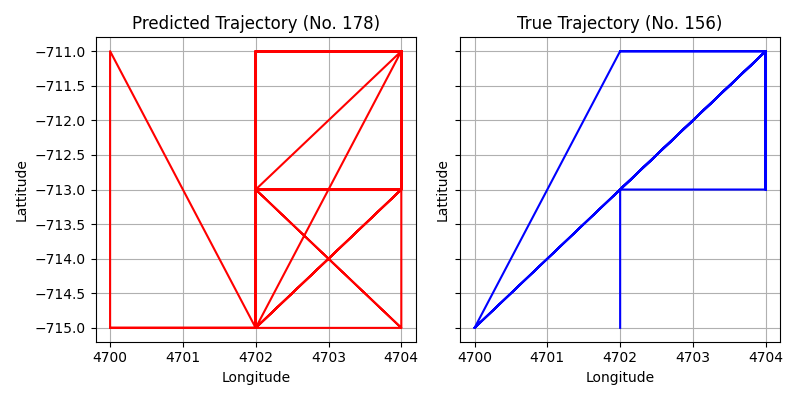 Predicted Trajectory (No. 178)
True Trajectory (No. 156)
−711.0
−711.5
−712.0
−712.5
−713.0
−713.5
−714.0
−714.5
−715.0
Lattitude
Lattitude
4700 4701 4702 4703 4704
4700 4701 4702 4703 4704
Longitude
Longitude